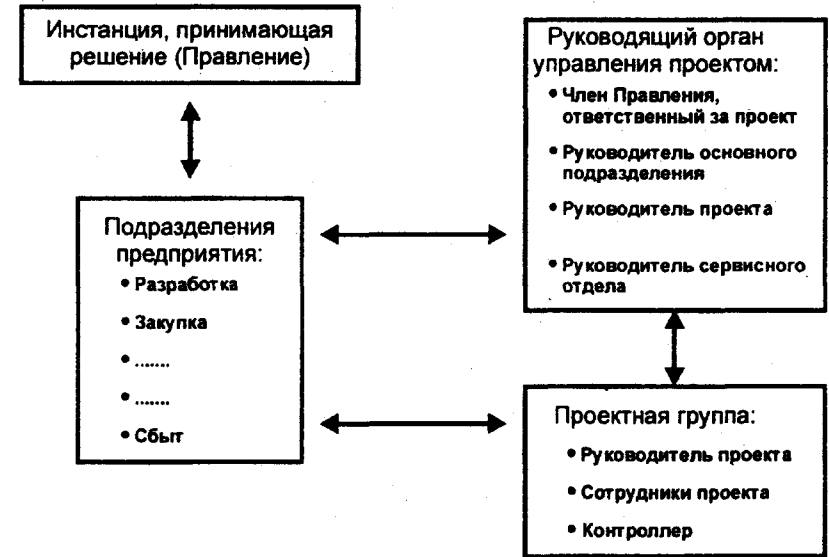 Инстанция, принимающая
решение (Правление)
Подразделения
предприятия:
• Разработка
• Закупка
• .......
• .......
• Сбыт
Руководящий орган
управления проектом:
• Член Правления,
ответственный за проект
• Руководитель основного
подразделения
• Руководитель проекта
• Руководитель сервисного
отдела
Проектная группа:
• Руководитель проекта
• Сотрудники проекта
• Контроллер